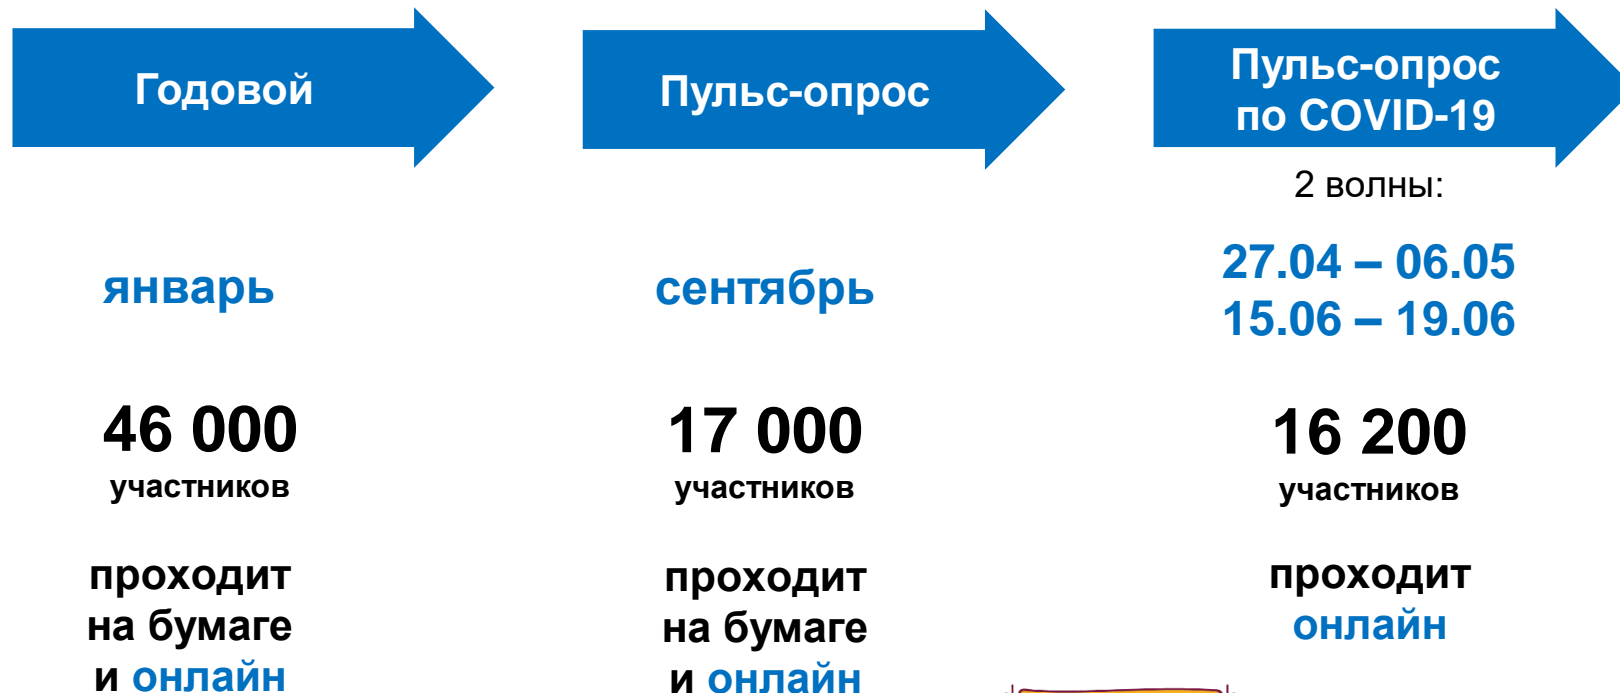 Годовой
январь
46 000
участников
проходит
на бумаге
и онлайн
Пульс-опрос
сентябрь
17 000
участников
проходит
на бумаге
и онлайн
Пульс-опрос
по COVID-19
2 волны:
27.04 – 06.05
15.06 – 19.06
16 200
участников
проходит
онлайн